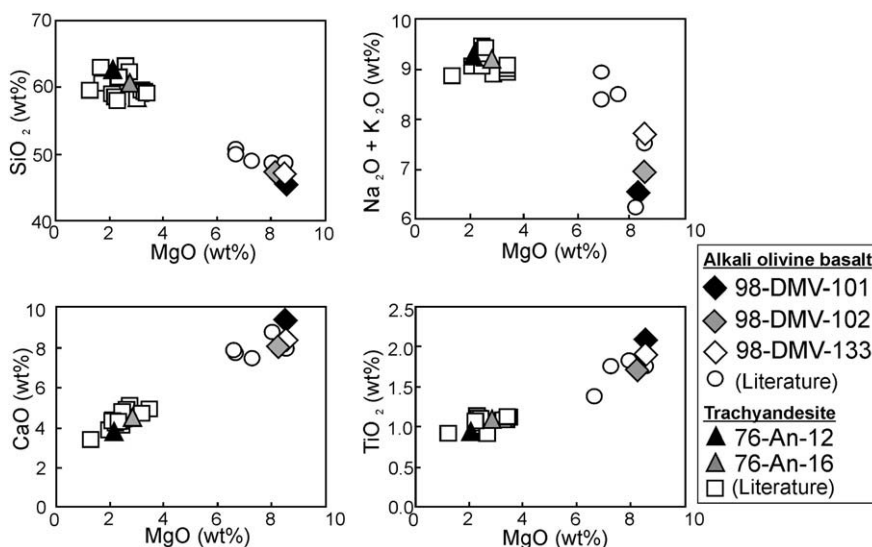 70
60
50
40
SiO₂ (wt%)
0 2 4 6 8 10
MgO (wt%)
10
9
8
7
6
Na₂O + K₂O (wt%)
0 2 4 6 8 10
MgO (wt%)
10
8
6
4
2
0
CaO (wt%)
0 2 4 6 8 10
MgO (wt%)
2.5
2.0
1.5
1.0
0.5
0.0
TiO₂ (wt%)
0 2 4 6 8 10
MgO (wt%)
Alkali olivine basalt
98-DMV-101
98-DMV-102
98-DMV-133
(Literature)
Trachyandesite
76-An-12
76-An-16
(Literature)